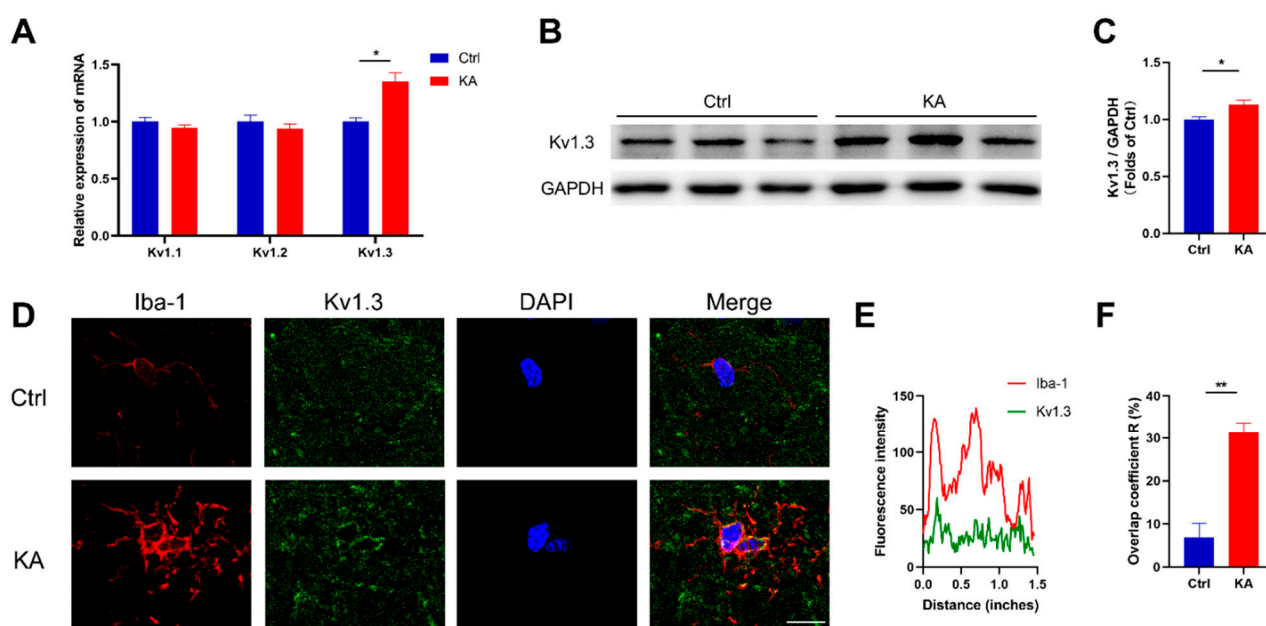 A
Relative expression of mRNA
1.5
1.0
0.5
0.0
*
Kv1.1 Kv1.2 Kv1.3
Ctrl
KA
B
Ctrl KA
Kv1.3
GAPDH
C
Kv1.3 / GAPDH
(Folds of Ctrl)
1.5
1.0
0.5
0.0
*
Ctrl KA
D
Iba-1 Kv1.3 DAPI Merge
Ctrl
KA
E
Iba-1
Kv1.3
Fluorescence intensity
150
100
50
0
0.0 0.5 1.0 1.5
Distance (inches)
F
Overlap coefficient R (%)
40
30
20
10
0
**
Ctrl KA